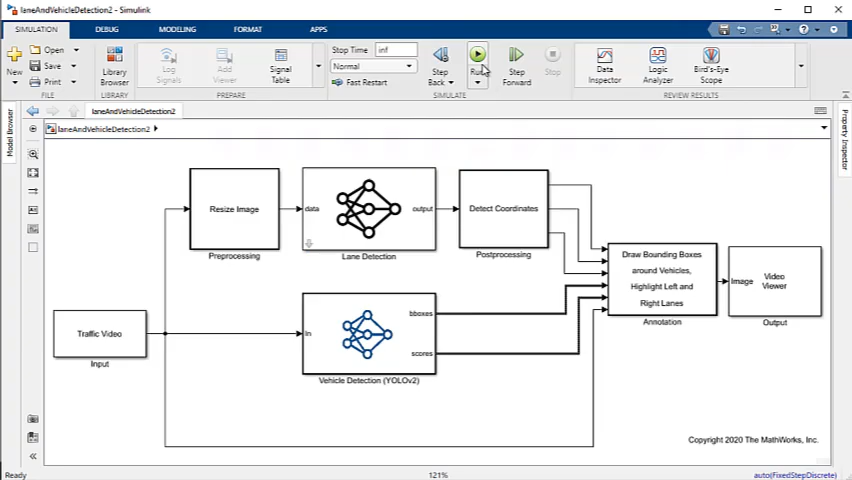 laneAndVehicleDetection2 - Simulink
SIMULATION
DEBUG
MODELING
FORMAT
APPS
New
Open
Save
Print
FILE
Library
Browser
LIBRARY
Log
Signals
Add
Viewer
Signal
Table
PREPARE
Stop Time inf
Normal
Fast Restart
Step
Back
Run
Step
Forward
Stop
SIMULATE
Data
Inspector
Logic
Analyzer
Bird's-Eye
Scope
REVIEW RESULTS
laneAndVehicleDetection2
laneAndVehicleDetection2
Model Browser
Property Inspector
Resize Image
Preprocessing
data
output
Lane Detection
Detect Coordinates
Postprocessing
Traffic Video
Input
In
bboxes
scores
Vehicle Detection (YOLOv2)
Draw Bounding Boxes
around Vehicles,
Highlight Left and
Right Lanes
Annotation
Image
Video
Viewer
Output
Copyright 2020 The MathWorks, Inc.
Ready
121%
auto(FixedStepDiscrete)